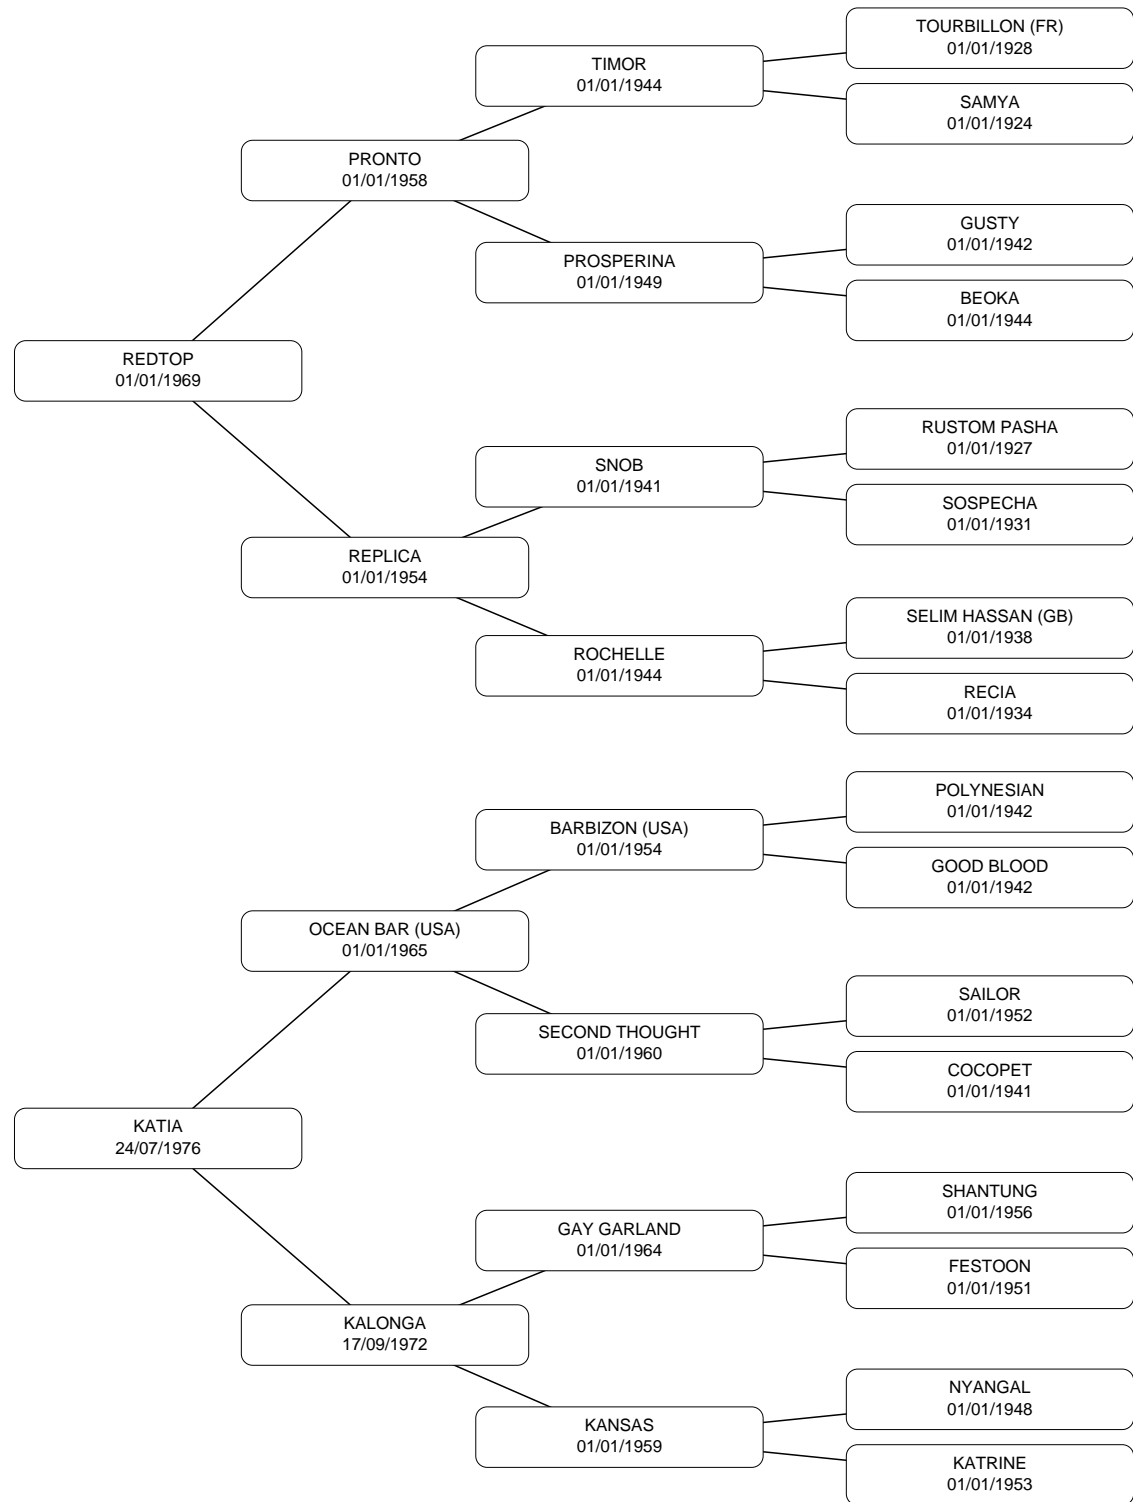 TOURBILLON (FR)
01/01/1928
TIMOR
01/01/1944
SAMYA
01/01/1924
PRONTO
01/01/1958
GUSTY
01/01/1942
PROSPERINA
01/01/1949
BEOKA
01/01/1944
REDTOP
01/01/1969
RUSTOM PASHA
01/01/1927
SNOB
01/01/1941
SOSPECHA
01/01/1931
REPLICA
01/01/1954
SELIM HASSAN (GB)
01/01/1938
ROCHELLE
01/01/1944
RECIA
01/01/1934
POLYNESIAN
01/01/1942
BARBIZON (USA)
01/01/1954
GOOD BLOOD
01/01/1942
OCEAN BAR (USA)
01/01/1965
SAILOR
01/01/1952
SECOND THOUGHT
01/01/1960
COCOPET
01/01/1941
KATIA
24/07/1976
SHANTUNG
01/01/1956
GAY GARLAND
01/01/1964
FESTOON
01/01/1951
KALONGA
17/09/1972
NYANGAL
01/01/1948
KANSAS
01/01/1959
KATRINE
01/01/1953